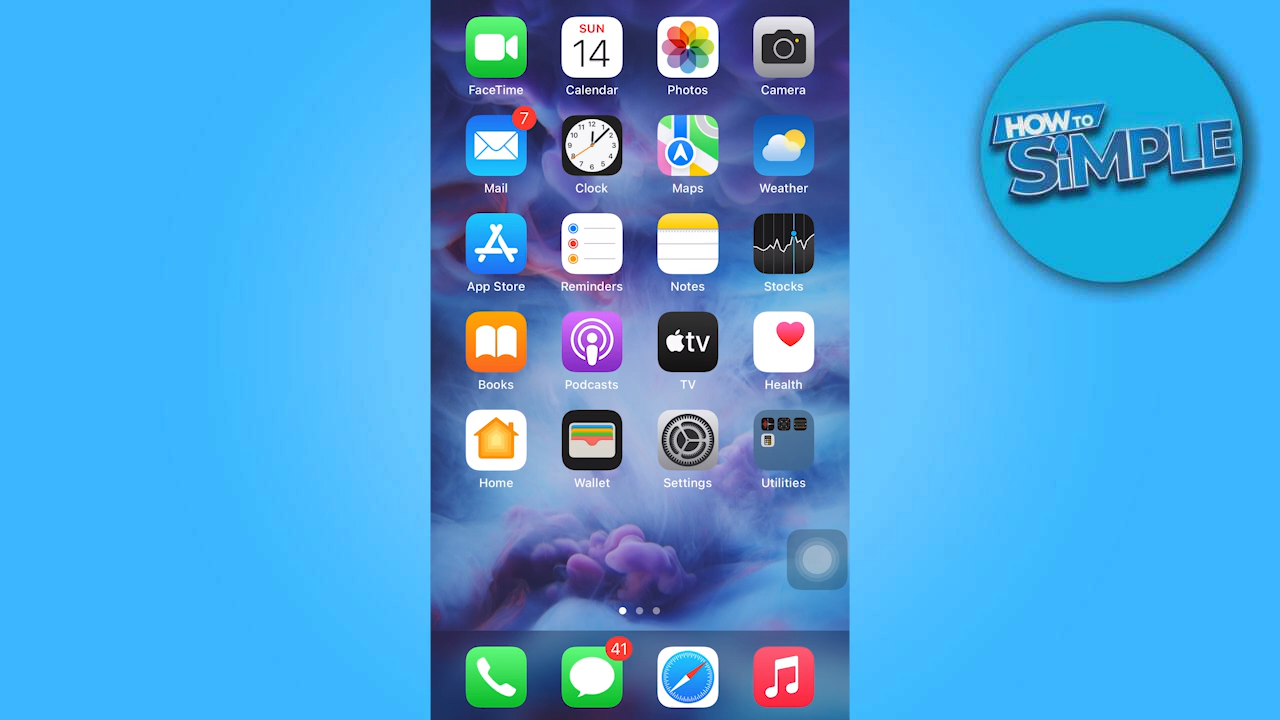 SUN
14
FaceTime
Calendar
Photos
Camera
7
12
Mail
Clock
Maps
Weather
App Store
Reminders
Notes
Stocks
tv
Books
Podcasts
TV
Health
Home
Wallet
Settings
Utilities
41
HOW TO
SiMPLE